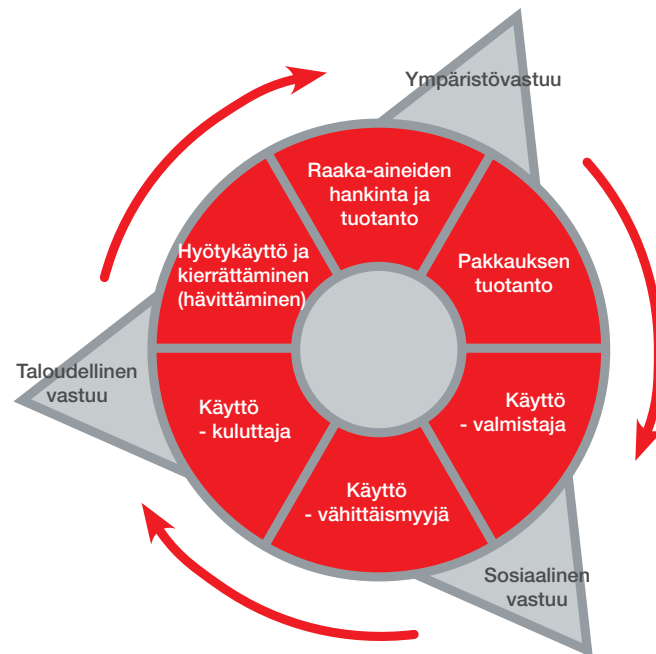 Ympäristövastuu
Raaka-aineiden
hankinta ja
tuotanto
Hyötykäyttö ja
kierrättäminen
(hävittäminen)
Pakkauksen
tuotanto
Taloudellinen
vastuu
Käyttö
- kuluttaja
Käyttö
- valmistaja
Käyttö
- vähittäismyyjä
Sosiaalinen
vastuu